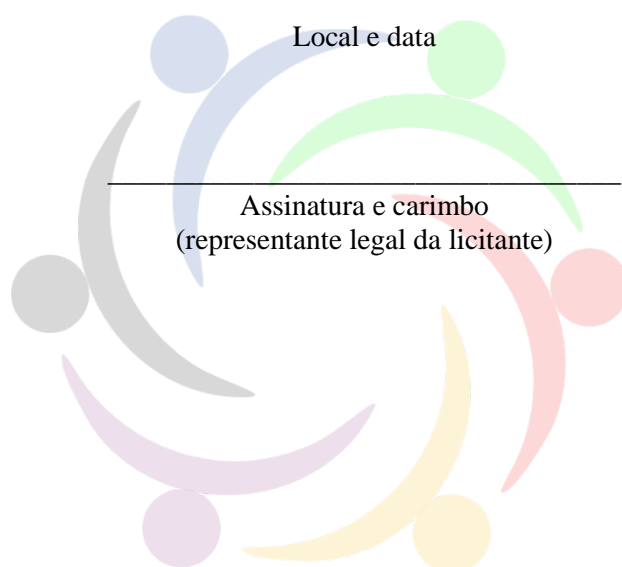 Local e data
Assinatura e carimbo
(representante legal da licitante)